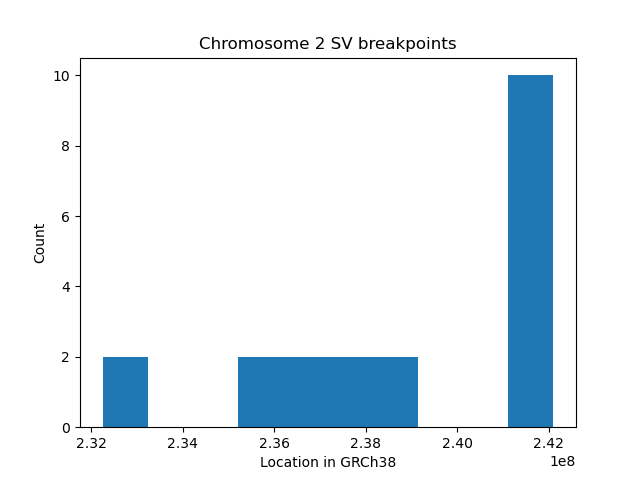 Chromosome 2 SV breakpoints
Count
10
8
6
4
2
0
2.32 2.34 2.36 2.38 2.40 2.42
1e8
Location in GRCh38